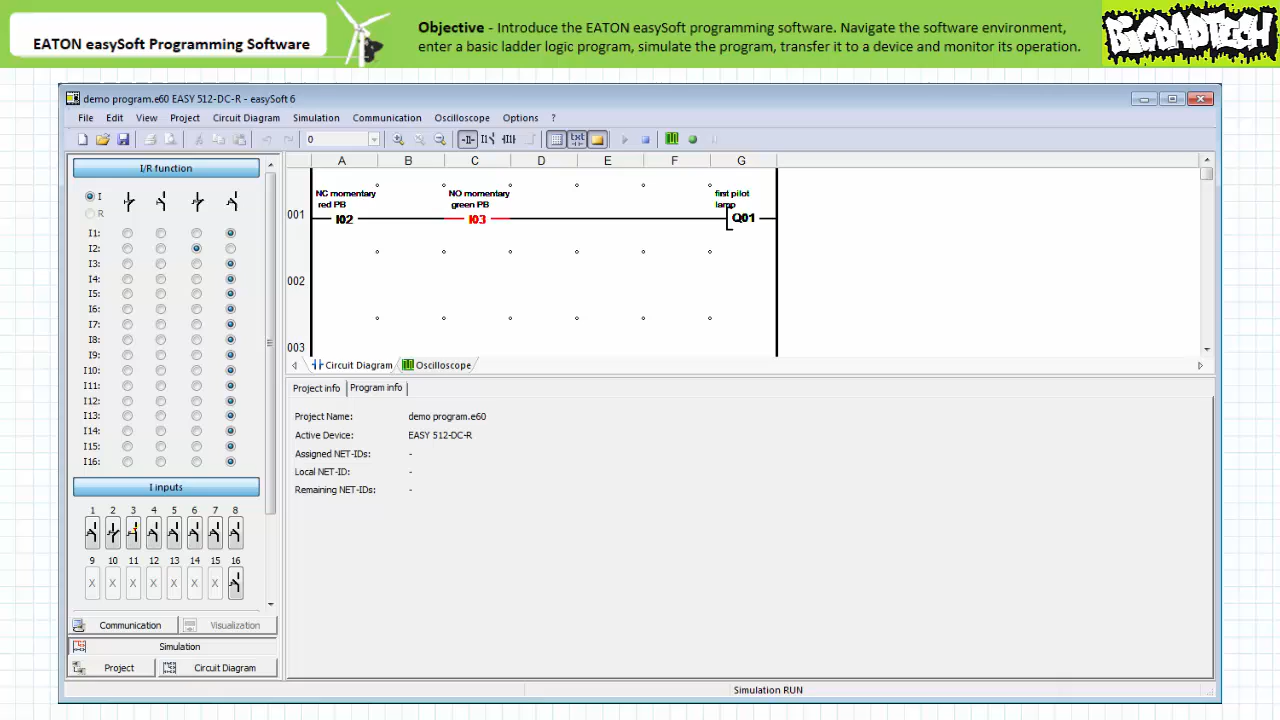 EATON easySoft Programming Software
Objective - Introduce the EATON easySoft programming software. Navigate the software environment,
enter a basic ladder logic program, simulate the program, transfer it to a device and monitor its operation.
BIGBADTECH
demo program.e60 EASY 512-DC-R - easySoft 6
File Edit View Project Circuit Diagram Simulation Communication Oscilloscope Options ?
0
txt
I/R function
I
R
I1:
I2:
I3:
I4:
I5:
I6:
I7:
I8:
I9:
I10:
I11:
I12:
I13:
I14:
I15:
I16:
I inputs
1 2 3 4 5 6 7 8
9 10 11 12 13 14 15 16
X X X X X X X
Communication Visualization
Simulation
Project Circuit Diagram
A B C D E F G
NC momentary red PB
NO momentary green PB
first pilot lamp
001 I02 I03 Q01
002
003
Circuit Diagram Oscilloscope
Project info Program info
Project Name: demo program.e60
Active Device: EASY 512-DC-R
Assigned NET-IDs: -
Local NET-ID: -
Remaining NET-IDs: -
Simulation RUN